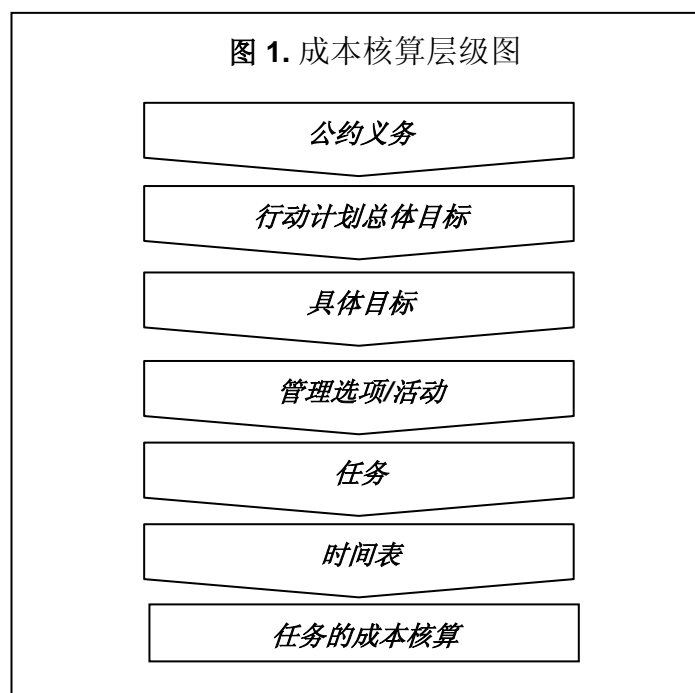 图 1. 成本核算层级图
公约义务
行动计划总体目标
具体目标
管理选项/活动
任务
时间表
任务的成本核算